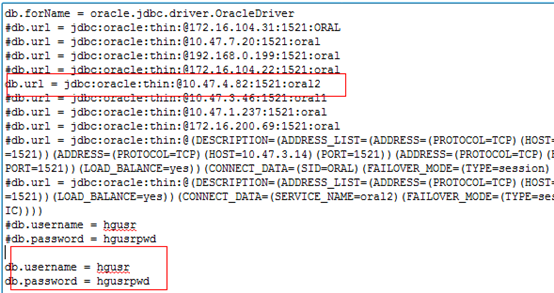 db.forName = oracle.jdbc.driver.OracleDriver
#db.url = jdbc:oracle:thin:@172.16.104.31:1521:ORAL
#db.url = jdbc:oracle:thin:@10.47.7.20:1521:oral
#db.url = jdbc:oracle:thin:@192.168.0.199:1521:oral
#db.url = jdbc:oracle:thin:@172.16.104.22:1521:oral
db.url = jdbc:oracle:thin:@10.47.4.82:1521:oral2
#db.url = jdbc:oracle:thin:@10.47.3.46:1521:oral1
#db.url = jdbc:oracle:thin:@10.47.1.237:1521:oral
#db.url = jdbc:oracle:thin:@172.16.200.69:1521:oral
#db.url = jdbc:oracle:thin:@(DESCRIPTION=(ADDRESS_LIST=(ADDRESS=(PROTOCOL=TCP)(HOST=
=1521))(ADDRESS=(PROTOCOL=TCP)(HOST=10.47.3.14)(PORT=1521))(ADDRESS=(PROTOCOL=TCP)(
PORT=1521))(LOAD_BALANCE=yes))(CONNECT_DATA=(SID=ORAL)(FAILOVER_MODE=(TYPE=session)
#db.url = jdbc:oracle:thin:@(DESCRIPTION=(ADDRESS_LIST=(ADDRESS=(PROTOCOL=TCP)(HOST=
=1521))(LOAD_BALANCE=yes))(CONNECT_DATA=(SERVICE_NAME=oral2)(FAILOVER_MODE=(TYPE=ses
IC))))
#db.username = hgusr
#db.password = hgusrpwd
db.username = hgusr
db.password = hgusrpwd